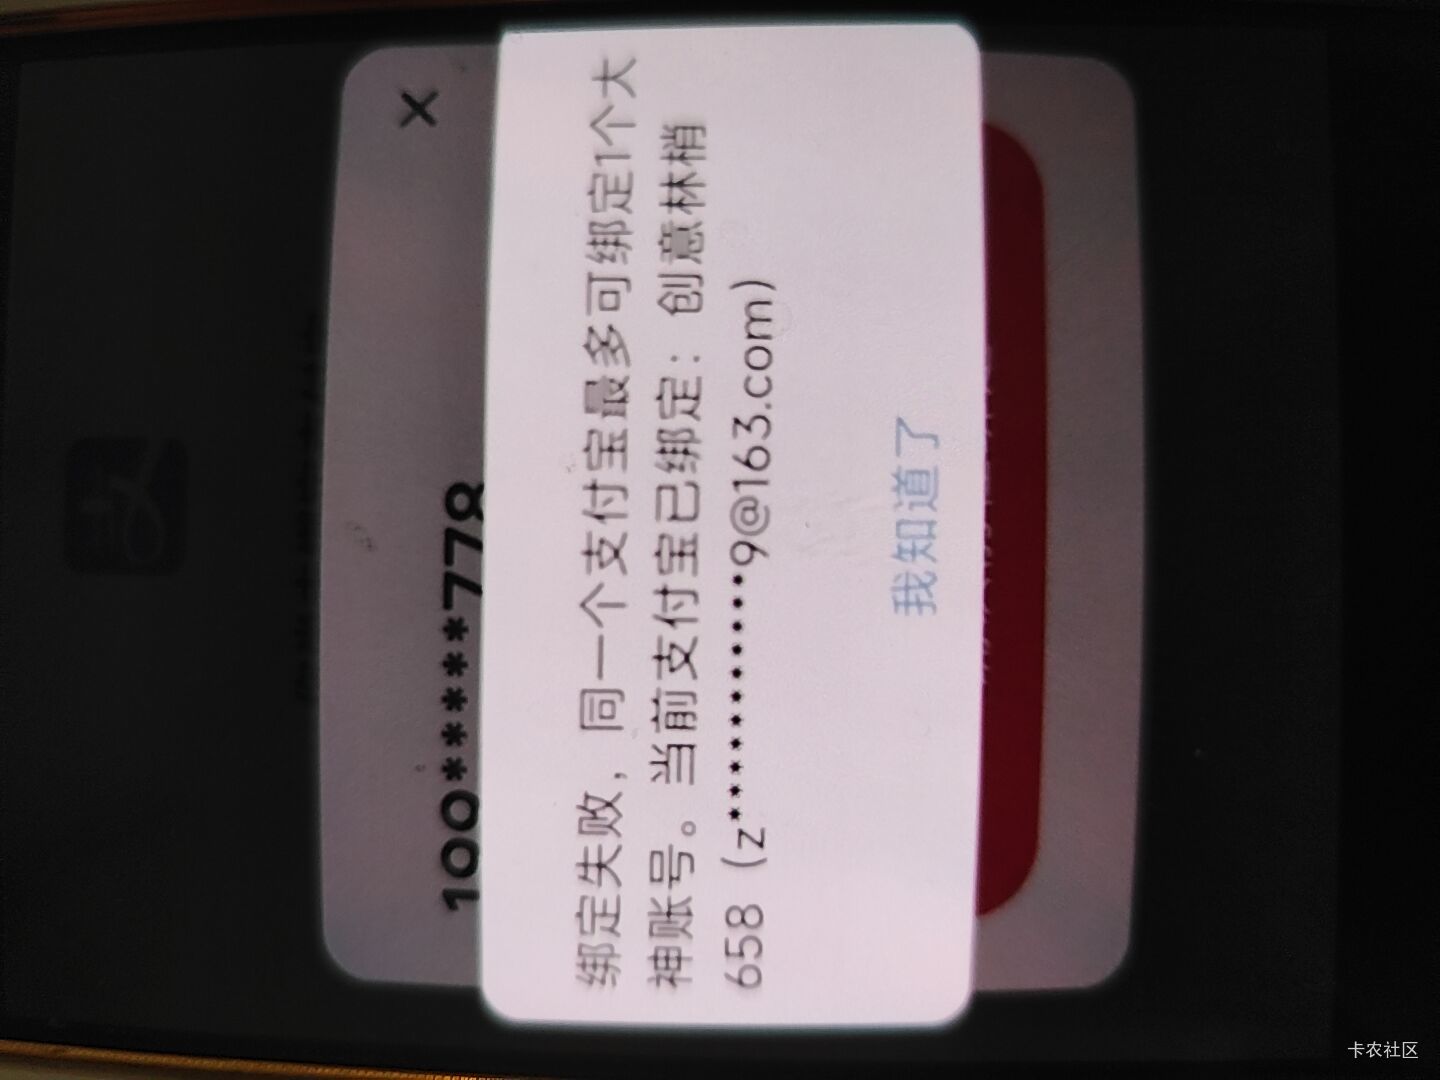 100*****778
绑定失败，同一个支付宝最多可绑定1个大
神账号。当前支付宝已绑定：创意林梢
658（z*************9@163.com）
我知道了
卡农社区